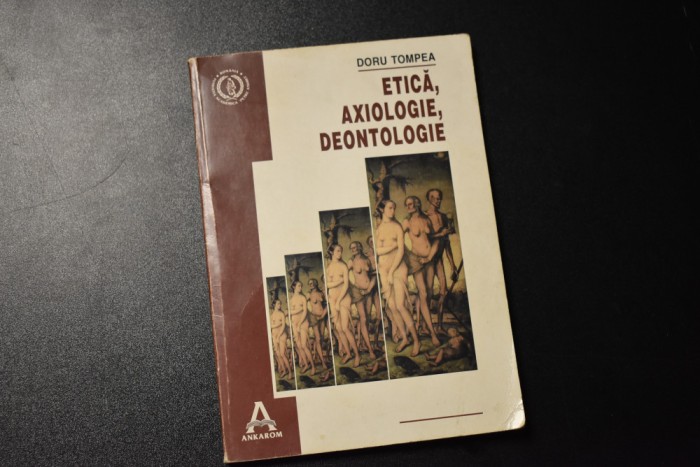 DORU TOMPEA
ETICĂ,
AXIOLOGIE,
DEONTOLOGIE
A
ANKAROM